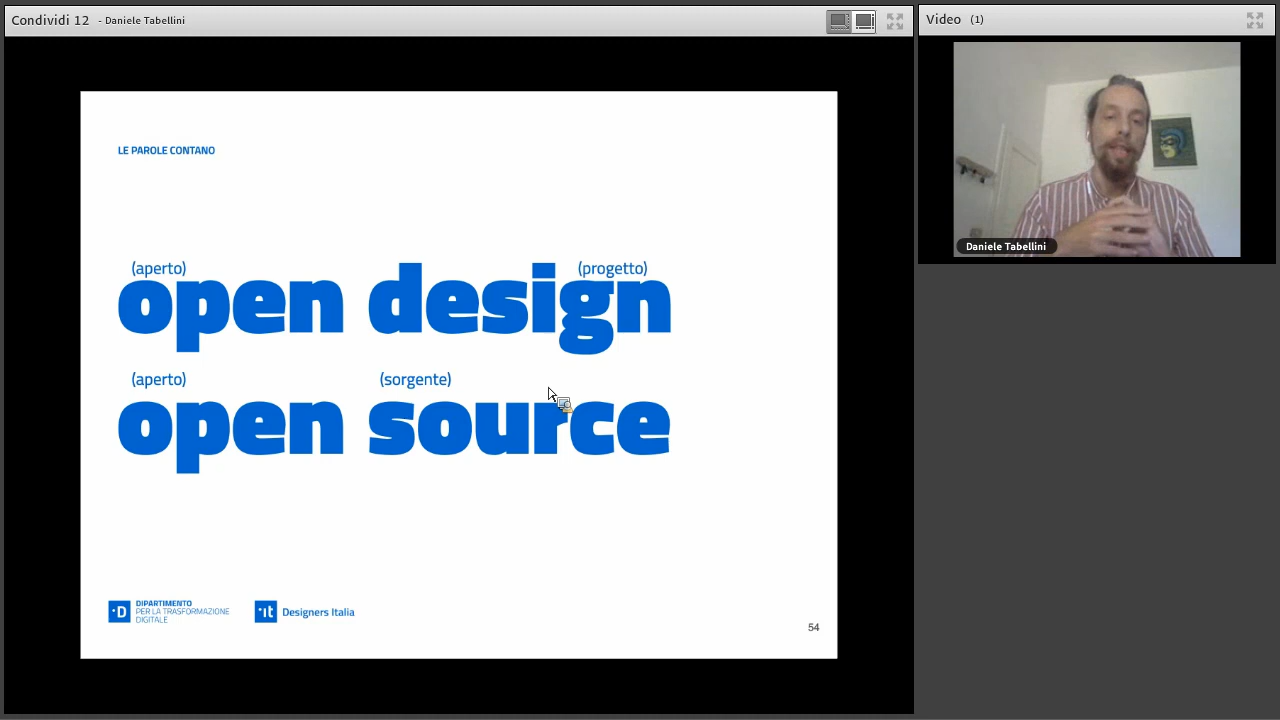 Condividi 12 - Daniele Tabellini
Video (1)
LE PAROLE CONTANO
(aperto) (progetto)
open design
(aperto) (sorgente)
open source
Daniele Tabellini
·D DIPARTIMENTO
PER LA TRASFORMAZIONE
DIGITALE
·it Designers Italia
54